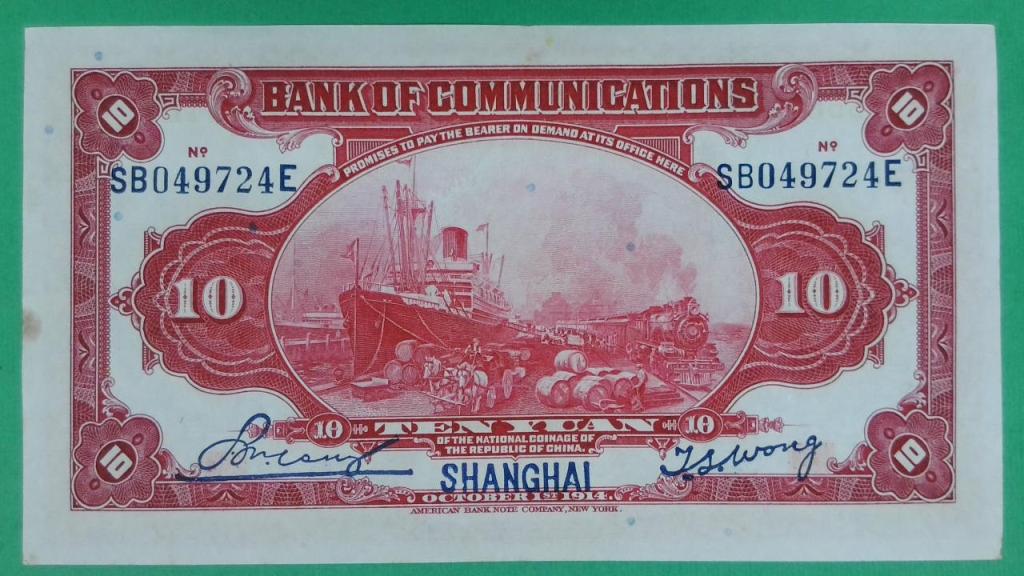 10 BANK OF COMMUNICATIONS 10
PROMISES TO PAY THE BEARER ON DEMAND AT ITS OFFICE HERE
Nº Nº
SB049724E SB049724E
10 10
10 TEN YUAN 10
OF THE NATIONAL COINAGE OF
THE REPUBLIC OF CHINA.
T.S. Wong
10 SHANGHAI 10
OCTOBER 1ST 1914.
AMERICAN BANK NOTE COMPANY, NEW YORK.